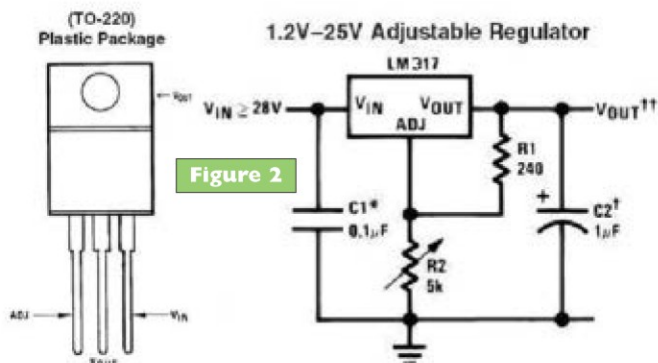 (TO-220)
Plastic Package
VOUT
ADJ
VIN
VOUT
Figure 2
1.2V–25V Adjustable Regulator
LM317
VIN ≥ 28V
VIN
VOUT
ADJ
VOUT††
R1
240
C1*
0.1μF
R2
5k
+
C2†
1μF